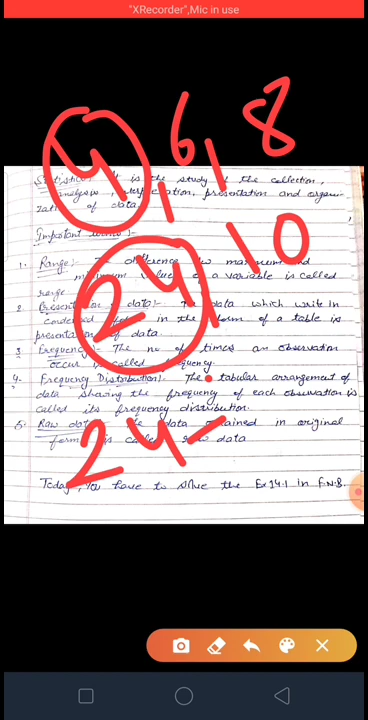 "XRecorder",Mic in use
4, 6, 8
Statistics:- It is the study of the collection,
analysis, interpretation, presentation and organi-
zation of data.
, 10
Important terms:-
1. Range:- The difference b/w maximum and
minimum values of a variable is called
range.
24,
2. Presentation of data:- The data which write in
condensed form in the form of a table is
presentation of data.
3. Frequency:- The no of times an observation
occur is called frequency.
4. Frequency Distribution:- The tabular arrangement of
data showing the frequency of each observation is
called its frequency distribution.
5. Raw data:- The data obtained in original
form is called raw data
24 -
Today, You have to solve the Ex 14.1 in F.N.B.